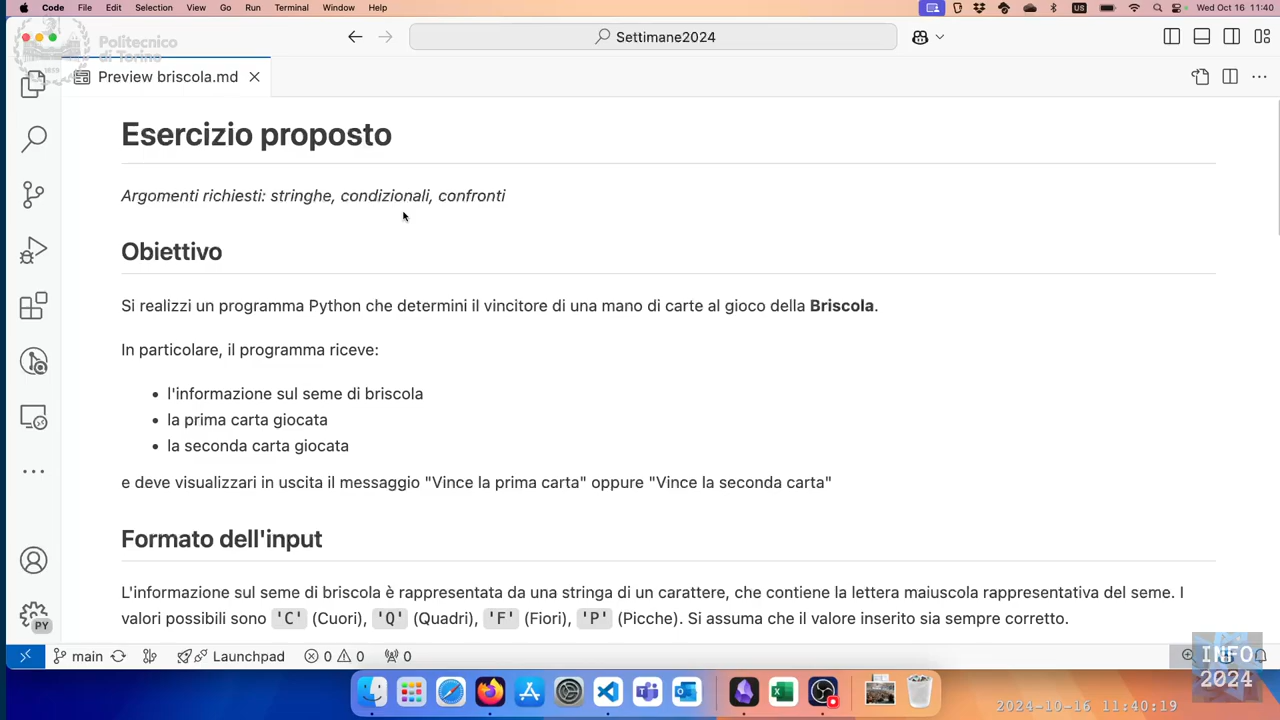 Code File Edit Selection View Go Run Terminal Window Help US Wed Oct 16 11:40
Politecnico
di Torino
Settimane2024
Preview briscola.md
Esercizio proposto
Argomenti richiesti: stringhe, condizionali, confronti
Obiettivo
Si realizzi un programma Python che determini il vincitore di una mano di carte al gioco della Briscola.
In particolare, il programma riceve:
• l'informazione sul seme di briscola
• la prima carta giocata
• la seconda carta giocata
e deve visualizzari in uscita il messaggio "Vince la prima carta" oppure "Vince la seconda carta"
Formato dell'input
L'informazione sul seme di briscola è rappresentata da una stringa di un carattere, che contiene la lettera maiuscola rappresentativa del seme. I
valori possibili sono 'C' (Cuori), 'Q' (Quadri), 'F' (Fiori), 'P' (Picche). Si assuma che il valore inserito sia sempre corretto.
PY
main Launchpad 0 0 0
INFO
2024
2024-10-16 11:40:19